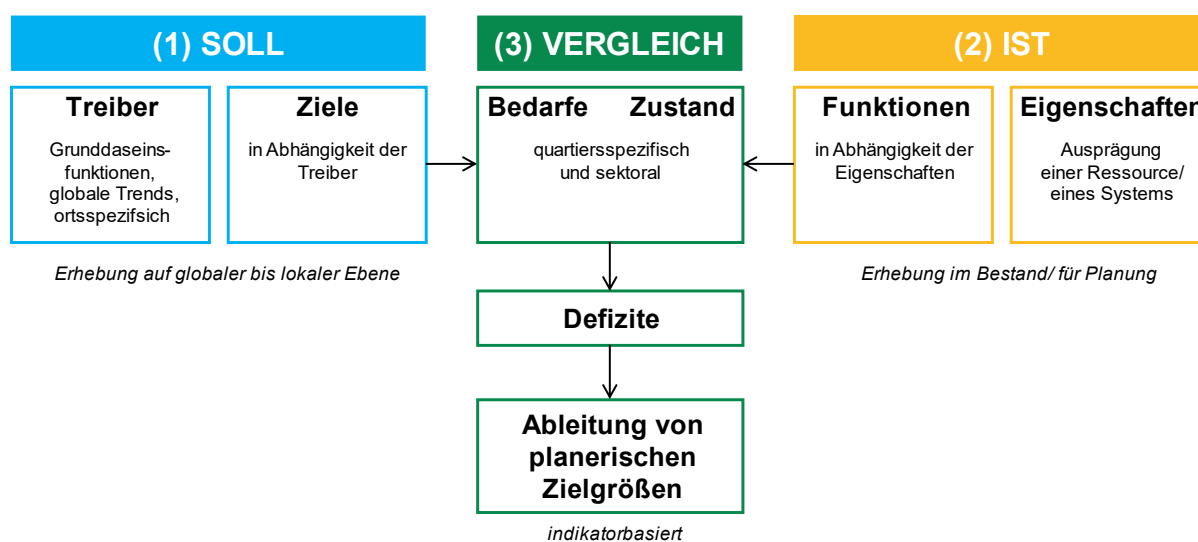 (1) SOLL
(3) VERGLEICH
(2) IST
Treiber
Grunddaseins-
funktionen,
globale Trends,
ortsspezifsich
Ziele
in Abhängigkeit der
Treiber
Bedarfe Zustand
quartiersspezifisch
und sektoral
Funktionen
in Abhängigkeit der
Eigenschaften
Eigenschaften
Ausprägung
einer Ressource/
eines Systems
Erhebung auf globaler bis lokaler Ebene
Erhebung im Bestand/ für Planung
Defizite
Ableitung von
planerischen
Zielgrößen
indikatorbasiert